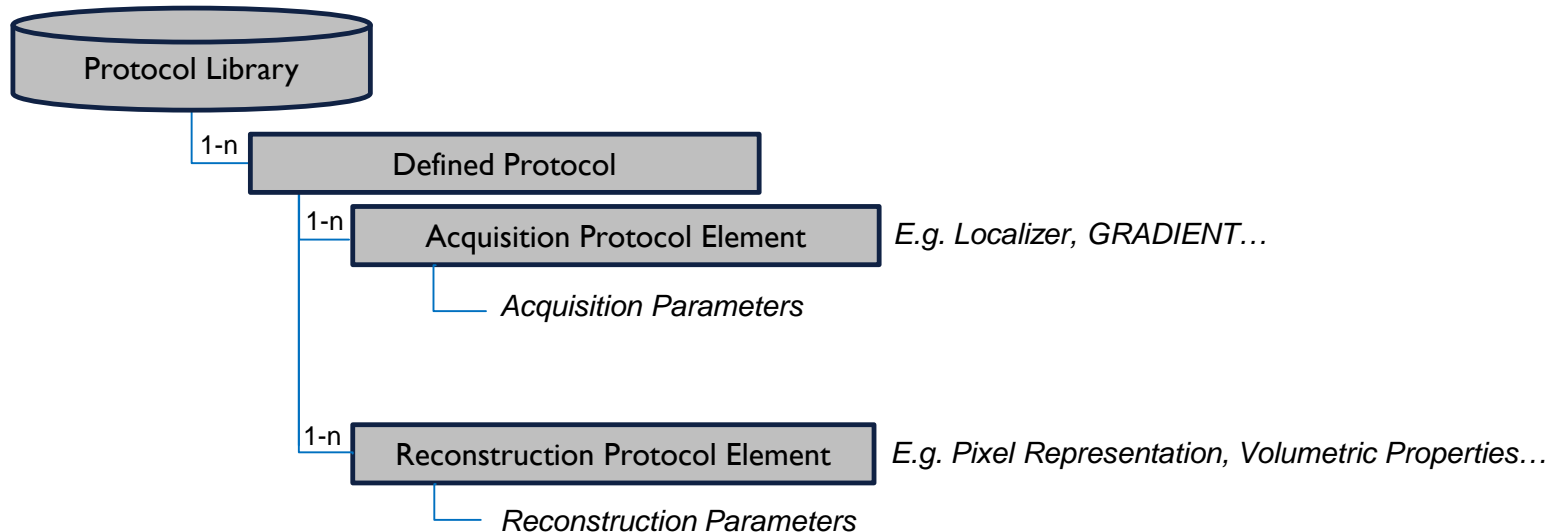 Protocol Library
1-n
Defined Protocol
1-n
Acquisition Protocol Element
E.g. Localizer, GRADIENT…
Acquisition Parameters
1-n
Reconstruction Protocol Element
E.g. Pixel Representation, Volumetric Properties…
Reconstruction Parameters